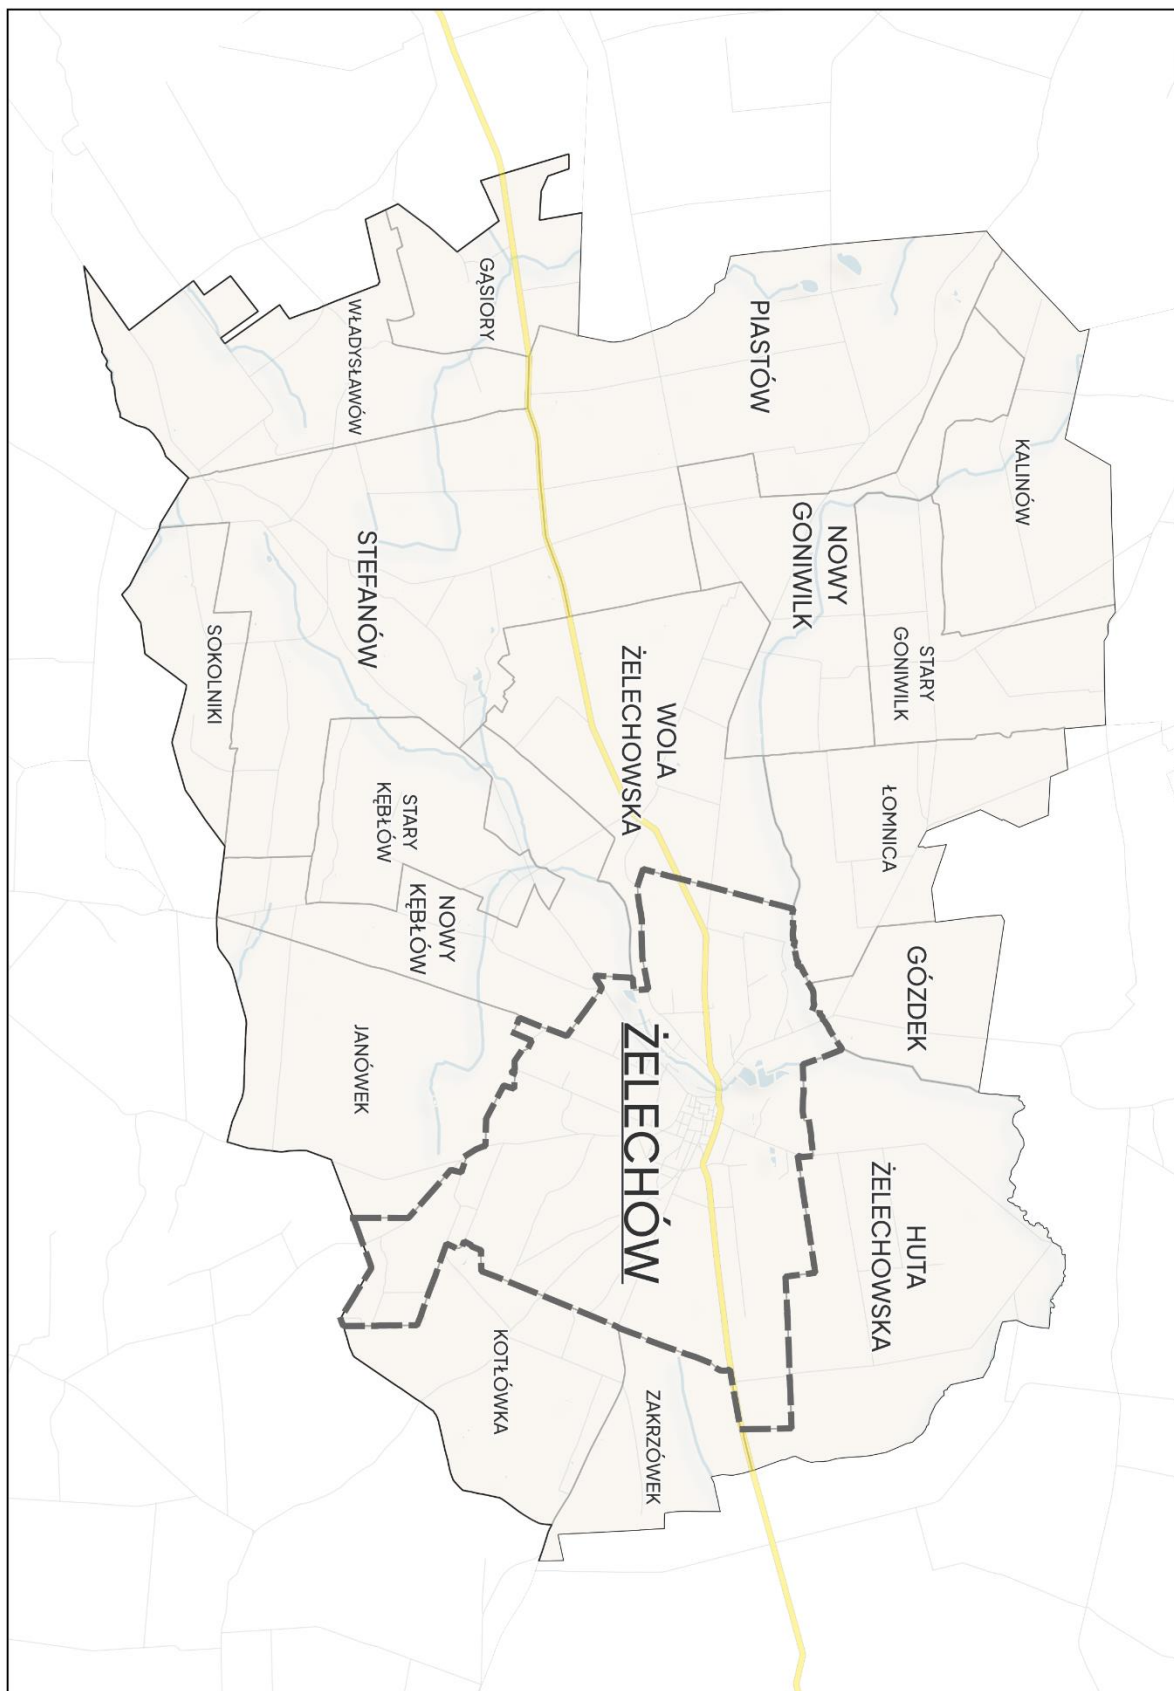 KALINÓW
STARY
GONIWILK
GÓZDEK
HUTA
ŻELECHOWSKA
ŁOMNICA
NOWY
GONIWILK
PIASTÓW
WOLA
ŻELECHOWSKA
ŻELECHÓW
ZAKRZÓWEK
GĄSIORY
KOTŁÓWKA
NOWY
KĘBŁÓW
STARY
KĘBŁÓW
WŁADYSŁAWÓW
STEFANÓW
JANÓWEK
SOKOLNIKI